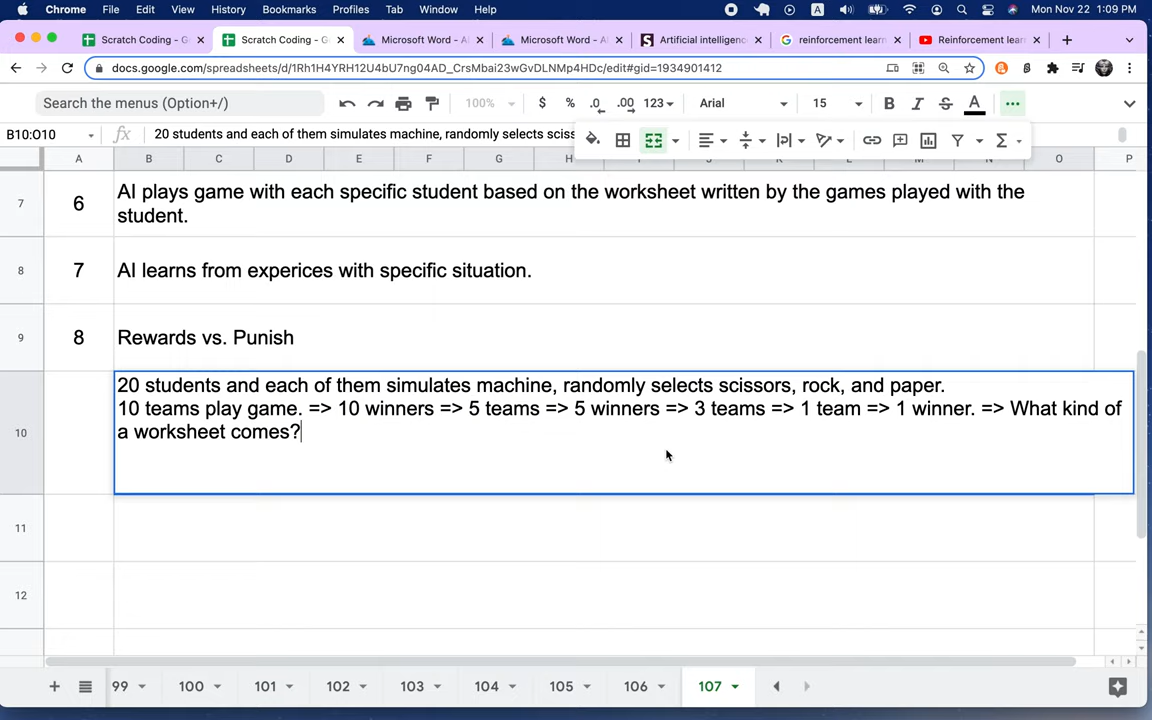 Chrome File Edit View History Bookmarks Profiles Tab Window Help A Mon Nov 22 1:09 PM
Scratch Coding - G Scratch Coding - G Microsoft Word - A Microsoft Word - A Artificial intelligenc reinforcement learn Reinforcement lear
docs.google.com/spreadsheets/d/1Rh1H4YRH12U4bU7ng04AD_CrsMbai23wGvDLNMp4HDc/edit#gid=1934901412
Search the menus (Option+/) 100% $ % .0 .00 123 Arial 15 B I S A
B10:O10 fx 20 students and each of them simulates machine, randomly selects sciss
A B C D E F G H O P
7 6 AI plays game with each specific student based on the worksheet written by the games played with the
student.
8 7 AI learns from experices with specific situation.
9 8 Rewards vs. Punish
20 students and each of them simulates machine, randomly selects scissors, rock, and paper.
10 teams play game. => 10 winners => 5 teams => 5 winners => 3 teams => 1 team => 1 winner. => What kind of
10 a worksheet comes?
11
12
99 100 101 102 103 104 105 106 107